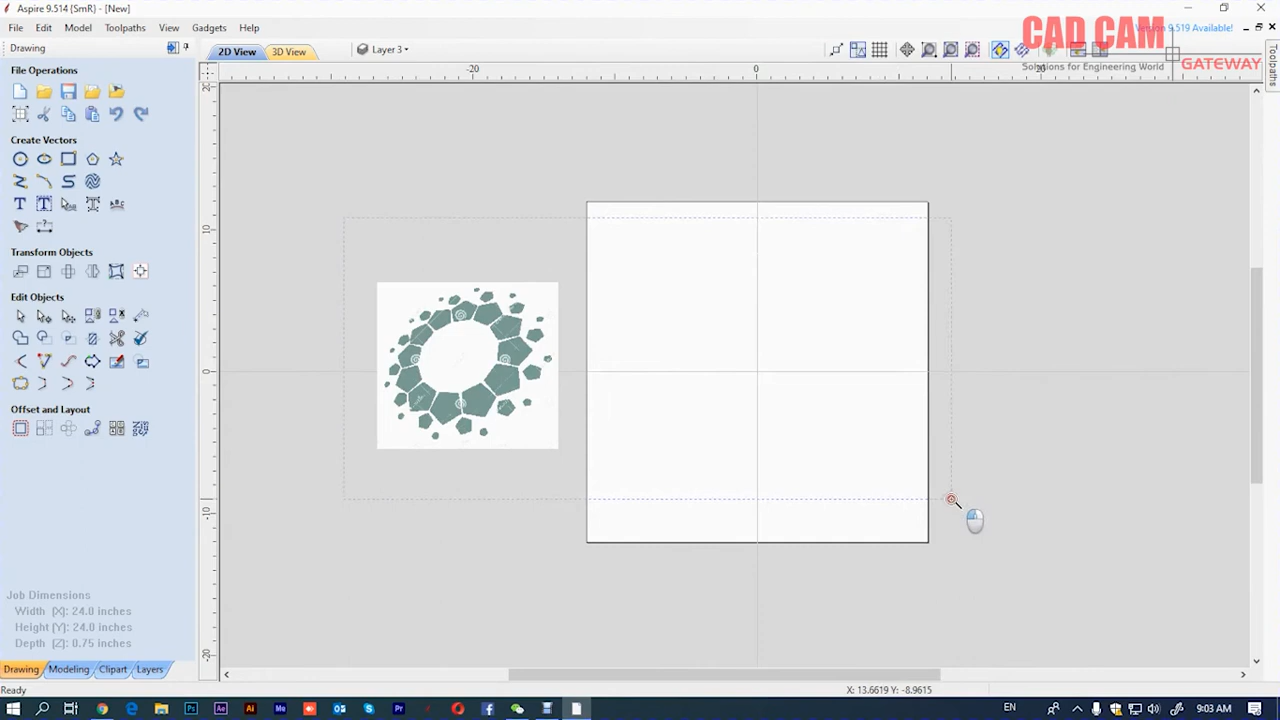 Aspire 9.514 {SmR} - [New]
File Edit Model Toolpaths View Gadgets Help
CAD CAM
Version 9.519 Available!
GATEWAY
Solutions for Engineering World
Drawing
2D View
3D View
Layer 3
Toolpaths
File Operations
Create Vectors
Transform Objects
Edit Objects
Offset and Layout
-20
0
20
20
10
0
-10
-20
Job Dimensions
Width (X): 24.0 inches
Height (Y): 24.0 inches
Depth (Z): 0.75 inches
Drawing Modeling Clipart Layers
Ready
X: 13.6619 Y: -8.9615
EN
9:03 AM